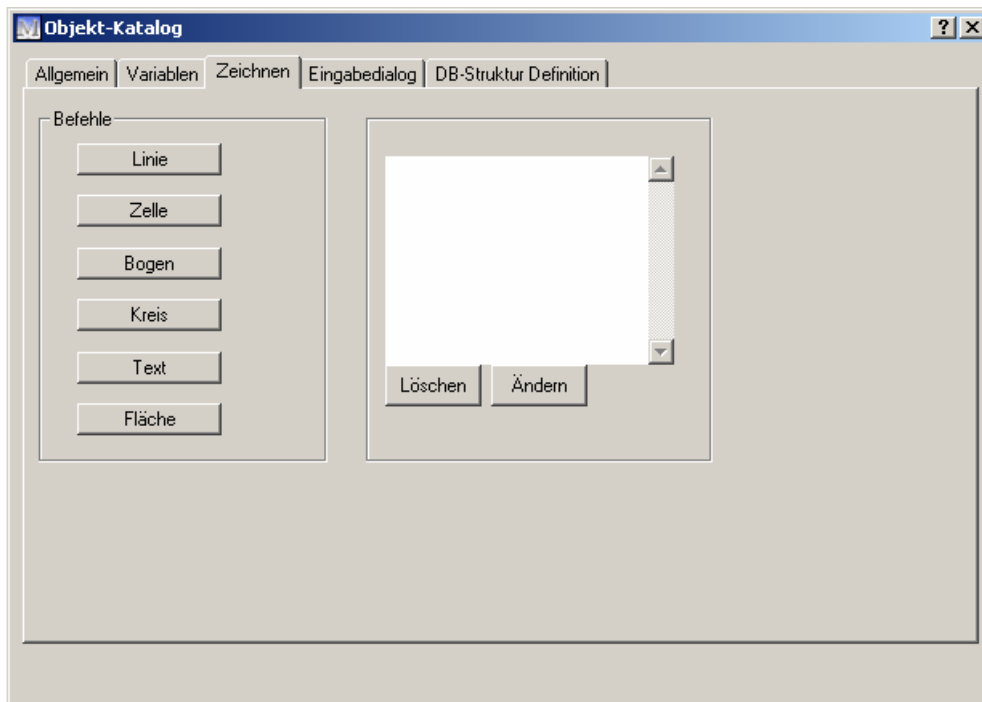 Objekt-Katalog
Allgemein Variablen Zeichnen Eingabedialog DB-Struktur Definition
Befehle
Linie
Zelle
Bogen
Kreis
Text
Fläche
Löschen Ändern